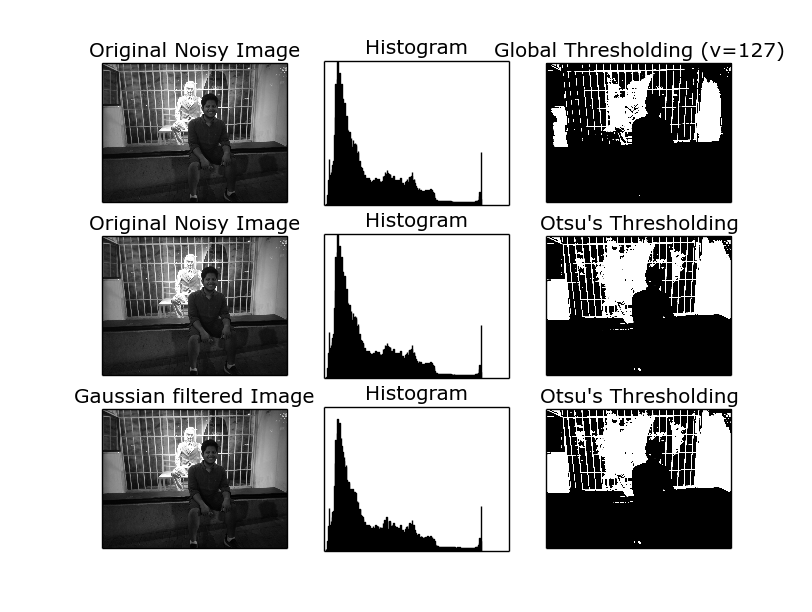 Original Noisy Image
Histogram
Global Thresholding (v=127)
Original Noisy Image
Histogram
Otsu's Thresholding
Gaussian filtered Image
Histogram
Otsu's Thresholding